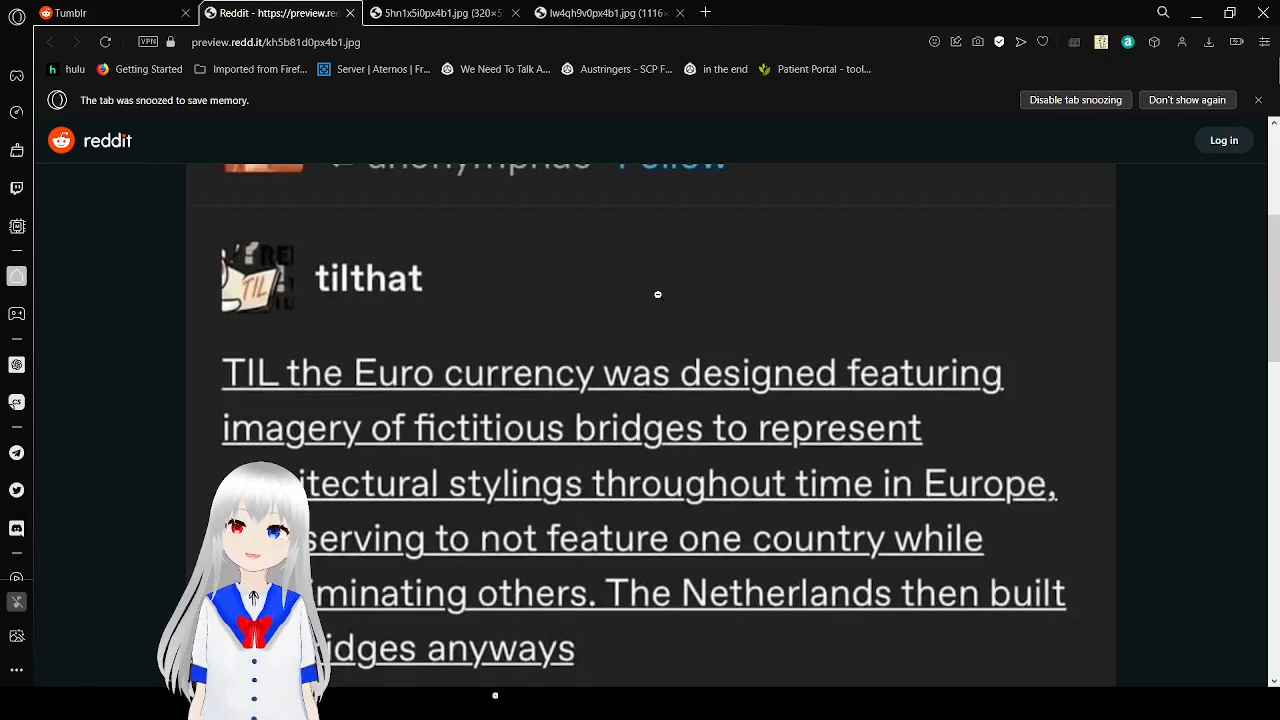 Tumblr
Reddit - https://preview.red
5hn1x5i0px4b1.jpg (320×5
lw4qh9v0px4b1.jpg (1116×
VPN
preview.redd.it/kh5b81d0px4b1.jpg
h hulu
Getting Started
Imported from Firef...
Server | Aternos | Fr...
We Need To Talk A...
Austringers - SCP F...
in the end
Patient Portal - tool...
The tab was snoozed to save memory.
Disable tab snoozing
Don't show again
reddit
Log in
Follow
TIL
tilthat
TIL the Euro currency was designed featuring
imagery of fictitious bridges to represent
itectural stylings throughout time in Europe,
serving to not feature one country while
minating others. The Netherlands then built
idges anyways